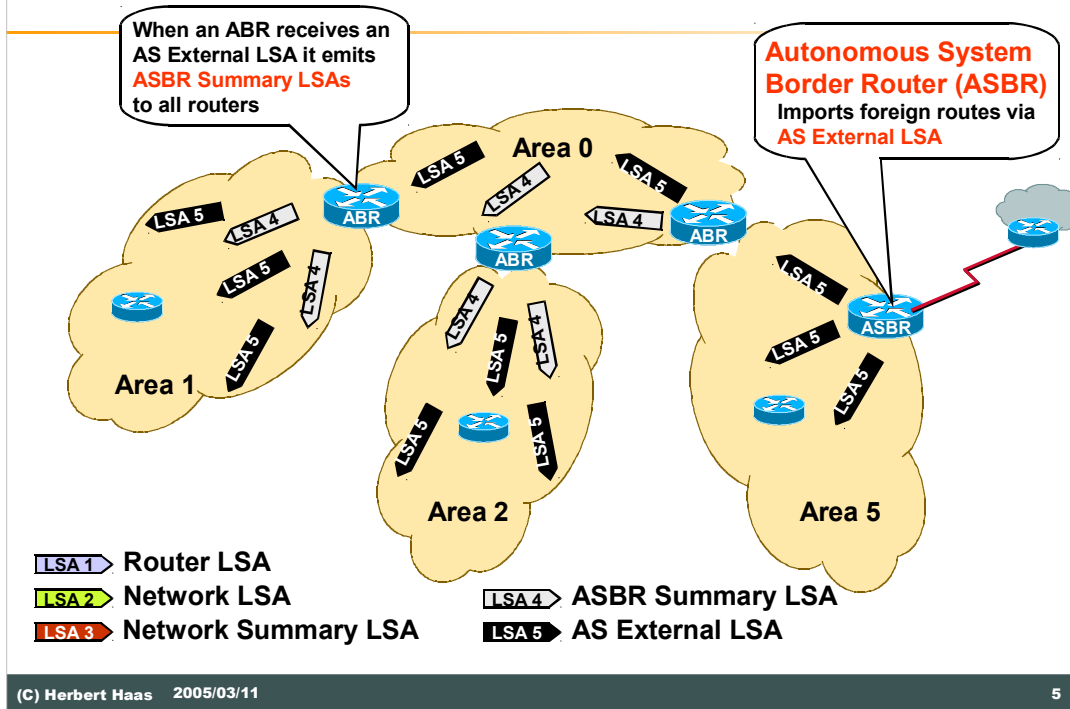 When an ABR receives an
AS External LSA it emits
ASBR Summary LSAs
to all routers
Autonomous System
Border Router (ASBR)
Imports foreign routes via
AS External LSA
Area 0
LSA 5
LSA 4
LSA 5
LSA 4
ABR
ABR
ABR
LSA 5
LSA 4
LSA 5
LSA 4
LSA 5
Area 1
LSA 4
LSA 5
LSA 4
LSA 5
LSA 5
Area 2
LSA 5
ASBR
LSA 5
LSA 5
Area 5
LSA 1 Router LSA
LSA 2 Network LSA
LSA 3 Network Summary LSA
LSA 4 ASBR Summary LSA
LSA 5 AS External LSA
(C) Herbert Haas 2005/03/11
5